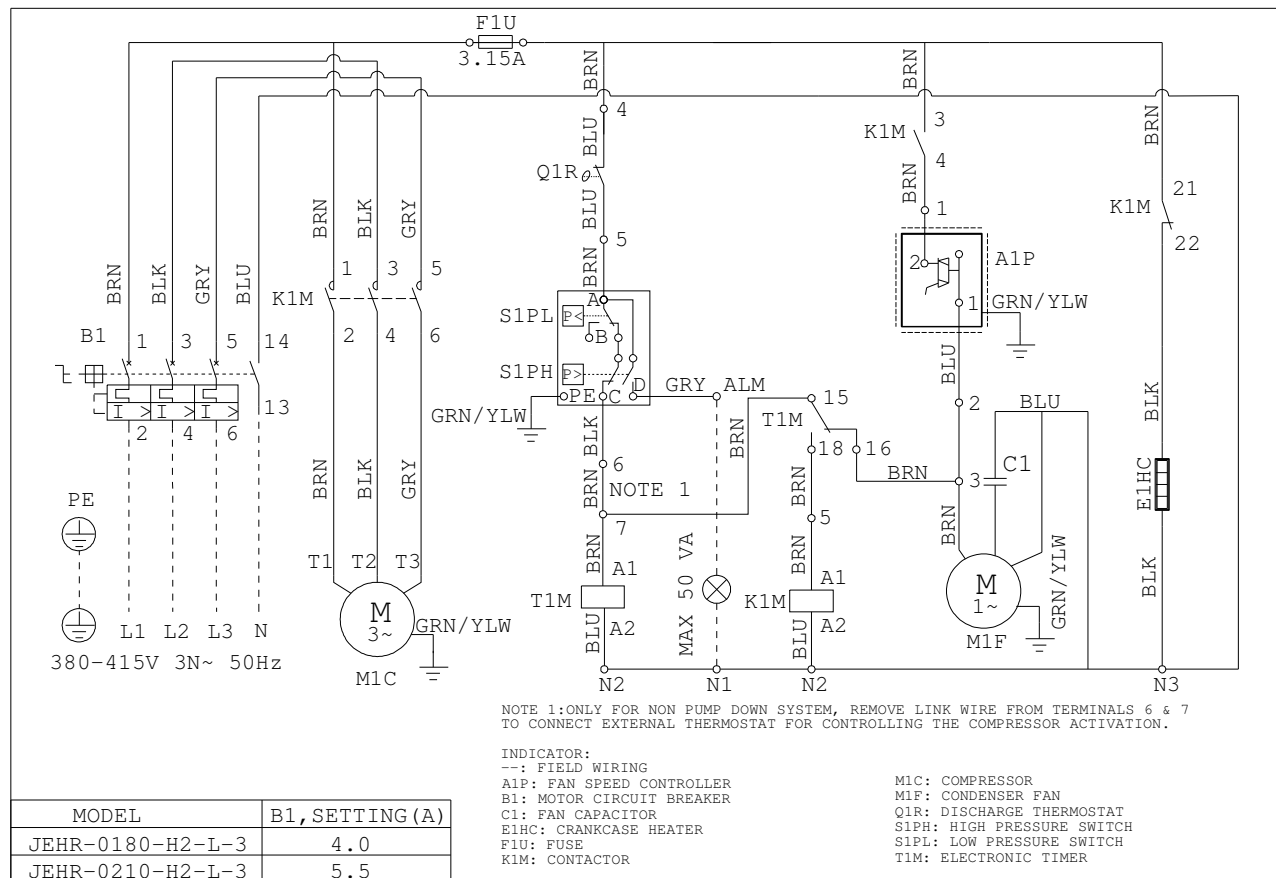 F1U
3.15A
BRN
BRN
BRN
4
BLU
3
K1M
4
Q1R
BRN
BLU
1
BRN
BLK
GRY
21
K1M
22
5
BRN
A1P
2
1
GRN/YLW
BRN
BLK
GRY
BLU
1
3
5
K1M
2
4
6
A
S1PL
P<
B
S1PH
P>
D
PE
C
GRN/YLW
GRY
ALM
B1
1
3
5
14
13
I >
I >
I >
2
4
6
BLU
2
BLU
15
T1M
18
16
BRN
BRN
3
C1
BLK
E1HC
BLK
BLK
6
BRN
NOTE 1
7
BRN
BLK
GRY
PE
BRN
5
BRN
BRN
BRN
A1
T1M
A2
BLU
MAX 50 VA
A1
K1M
A2
BLU
M
1~
M1F
GRN/YLW
T1
T2
T3
M
3~
M1C
GRN/YLW
L1
L2
L3
N
380-415V 3N~ 50Hz
N2
N1
N2
N3
NOTE 1:ONLY FOR NON PUMP DOWN SYSTEM, REMOVE LINK WIRE FROM TERMINALS 6 & 7
TO CONNECT EXTERNAL THERMOSTAT FOR CONTROLLING THE COMPRESSOR ACTIVATION.
INDICATOR:
--: FIELD WIRING
A1P: FAN SPEED CONTROLLER
B1: MOTOR CIRCUIT BREAKER
C1: FAN CAPACITOR
E1HC: CRANKCASE HEATER
F1U: FUSE
K1M: CONTACTOR
M1C: COMPRESSOR
M1F: CONDENSER FAN
Q1R: DISCHARGE THERMOSTAT
S1PH: HIGH PRESSURE SWITCH
S1PL: LOW PRESSURE SWITCH
T1M: ELECTRONIC TIMER
MODEL B1,SETTING(A)
JEHR-0180-H2-L-3 4.0
JEHR-0210-H2-L-3 5.5